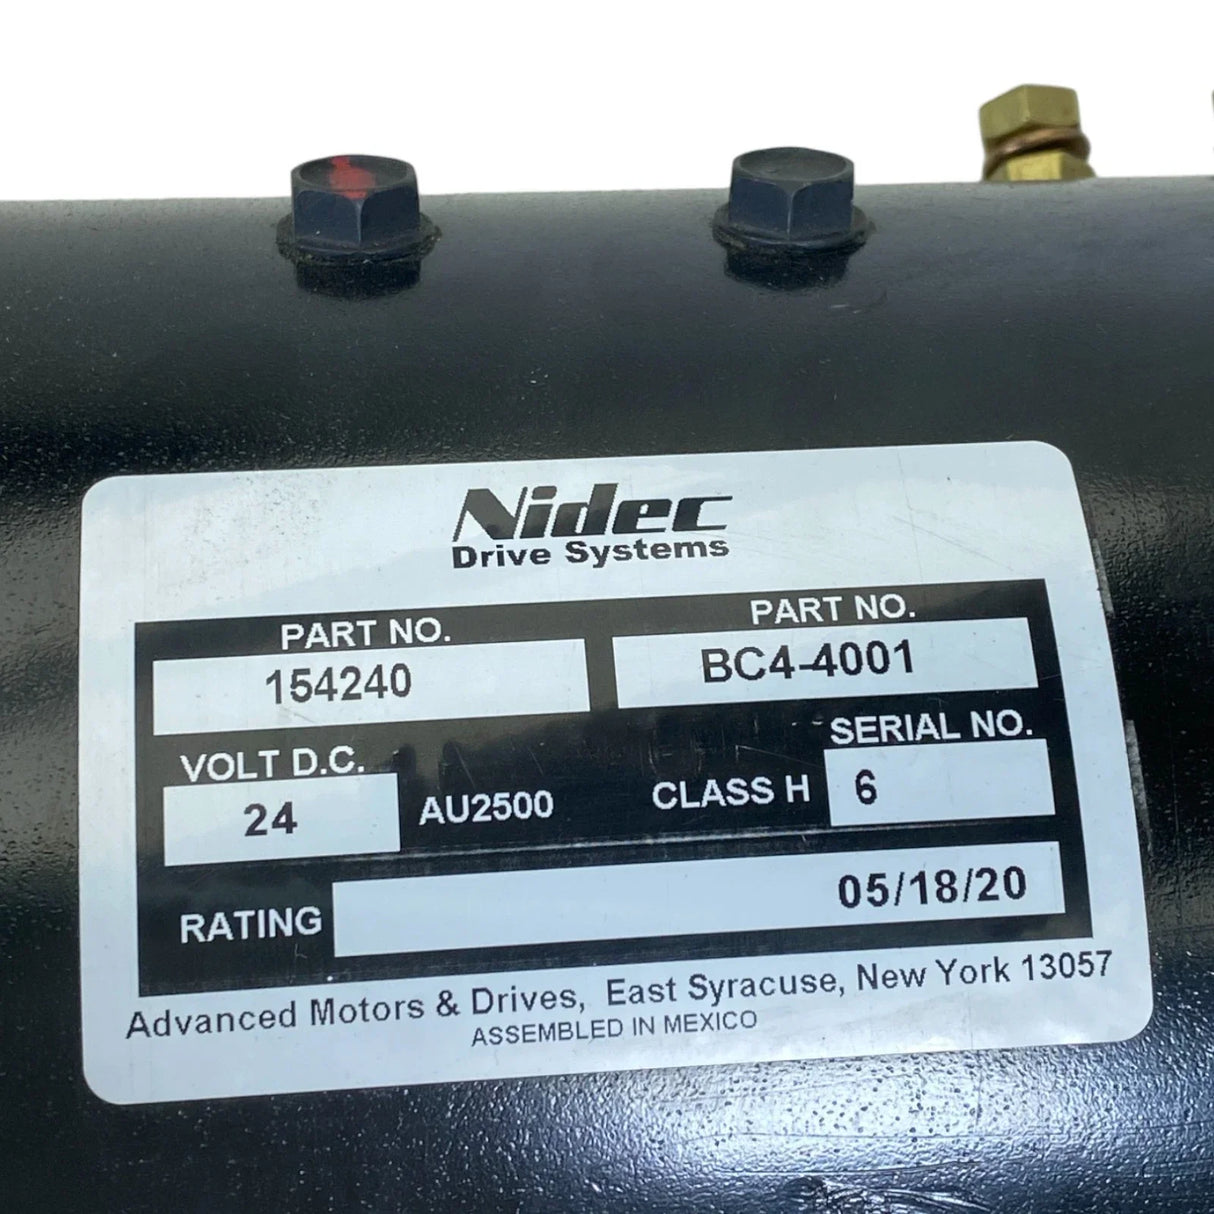 Nidec
Drive Systems
PART NO. PART NO.
154240 BC4-4001
VOLT D.C. SERIAL NO.
24 AU2500 CLASS H 6
RATING 05/18/20
Advanced Motors & Drives, East Syracuse, New York 13057
ASSEMBLED IN MEXICO